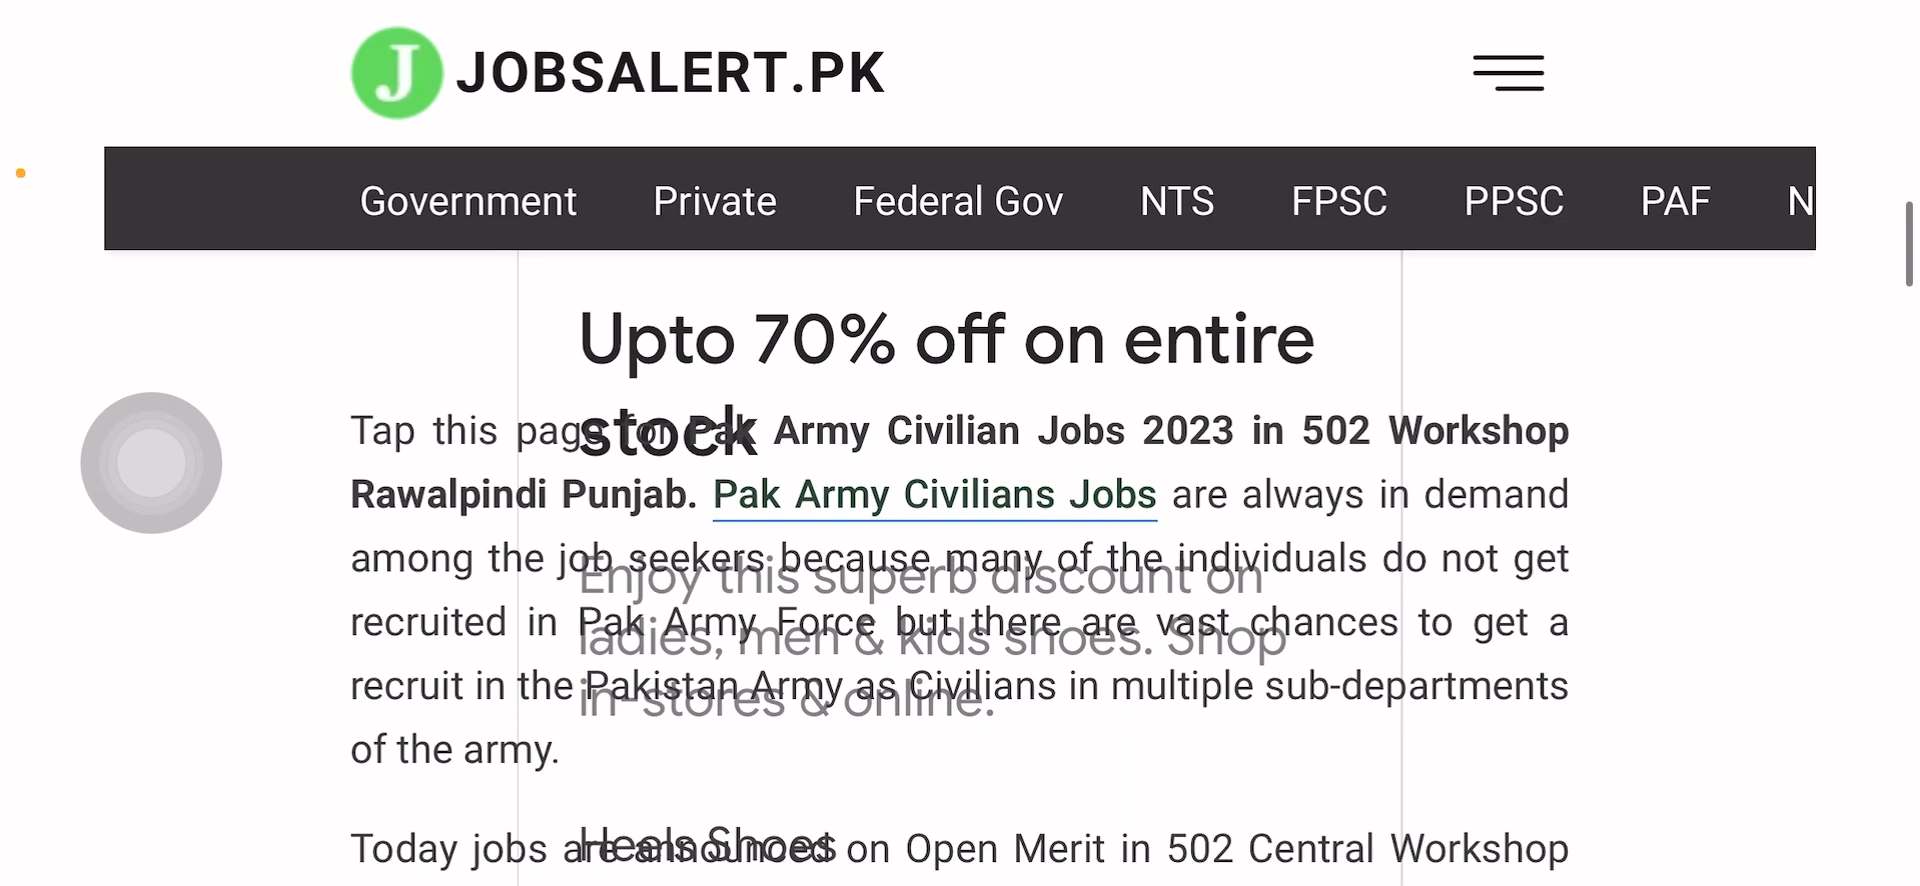 J JOBSALERT.PK
Government Private Federal Gov NTS FPSC PPSC PAF N
Upto 70% off on entire
stock
Tap this page for Pak Army Civilian Jobs 2023 in 502 Workshop
Rawalpindi Punjab. Pak Army Civilians Jobs are always in demand
among the job seekers because many of the individuals do not get
recruited in Pak Army Force but there are vast chances to get a
recruit in the Pakistan Army as Civilians in multiple sub-departments
of the army.
Enjoy this superb discount on
ladies, men & kids shoes. Shop
in-stores & online.
Heels Shoes
Today jobs are announced on Open Merit in 502 Central Workshop